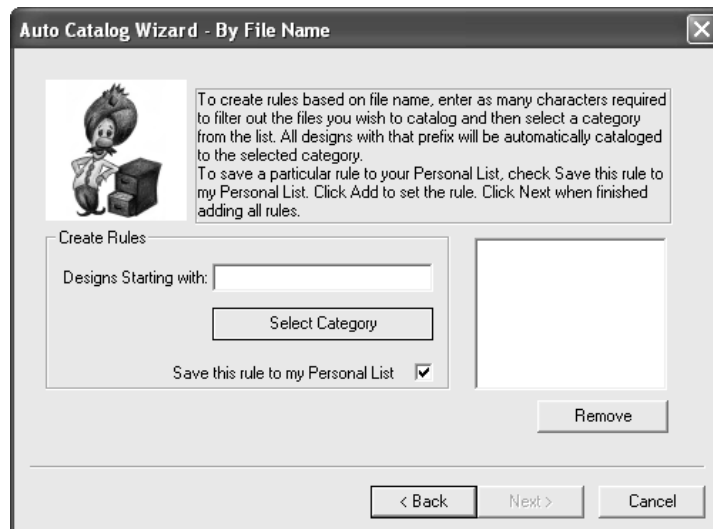 Auto Catalog Wizard - By File Name
To create rules based on file name, enter as many characters required
to filter out the files you wish to catalog and then select a category
from the list. All designs with that prefix will be automatically cataloged
to the selected category.
To save a particular rule to your Personal List, check Save this rule to
my Personal List. Click Add to set the rule. Click Next when finished
adding all rules.
Create Rules
Designs Starting with:
Select Category
Save this rule to my Personal List
Remove
< Back
Next >
Cancel